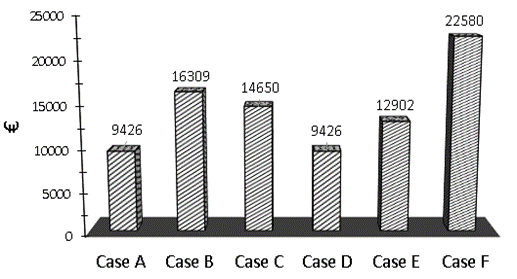 25000
20000
15000
10000
5000
0
€
9426
16309
14650
9426
12902
22580
Case A
Case B
Case C
Case D
Case E
Case F